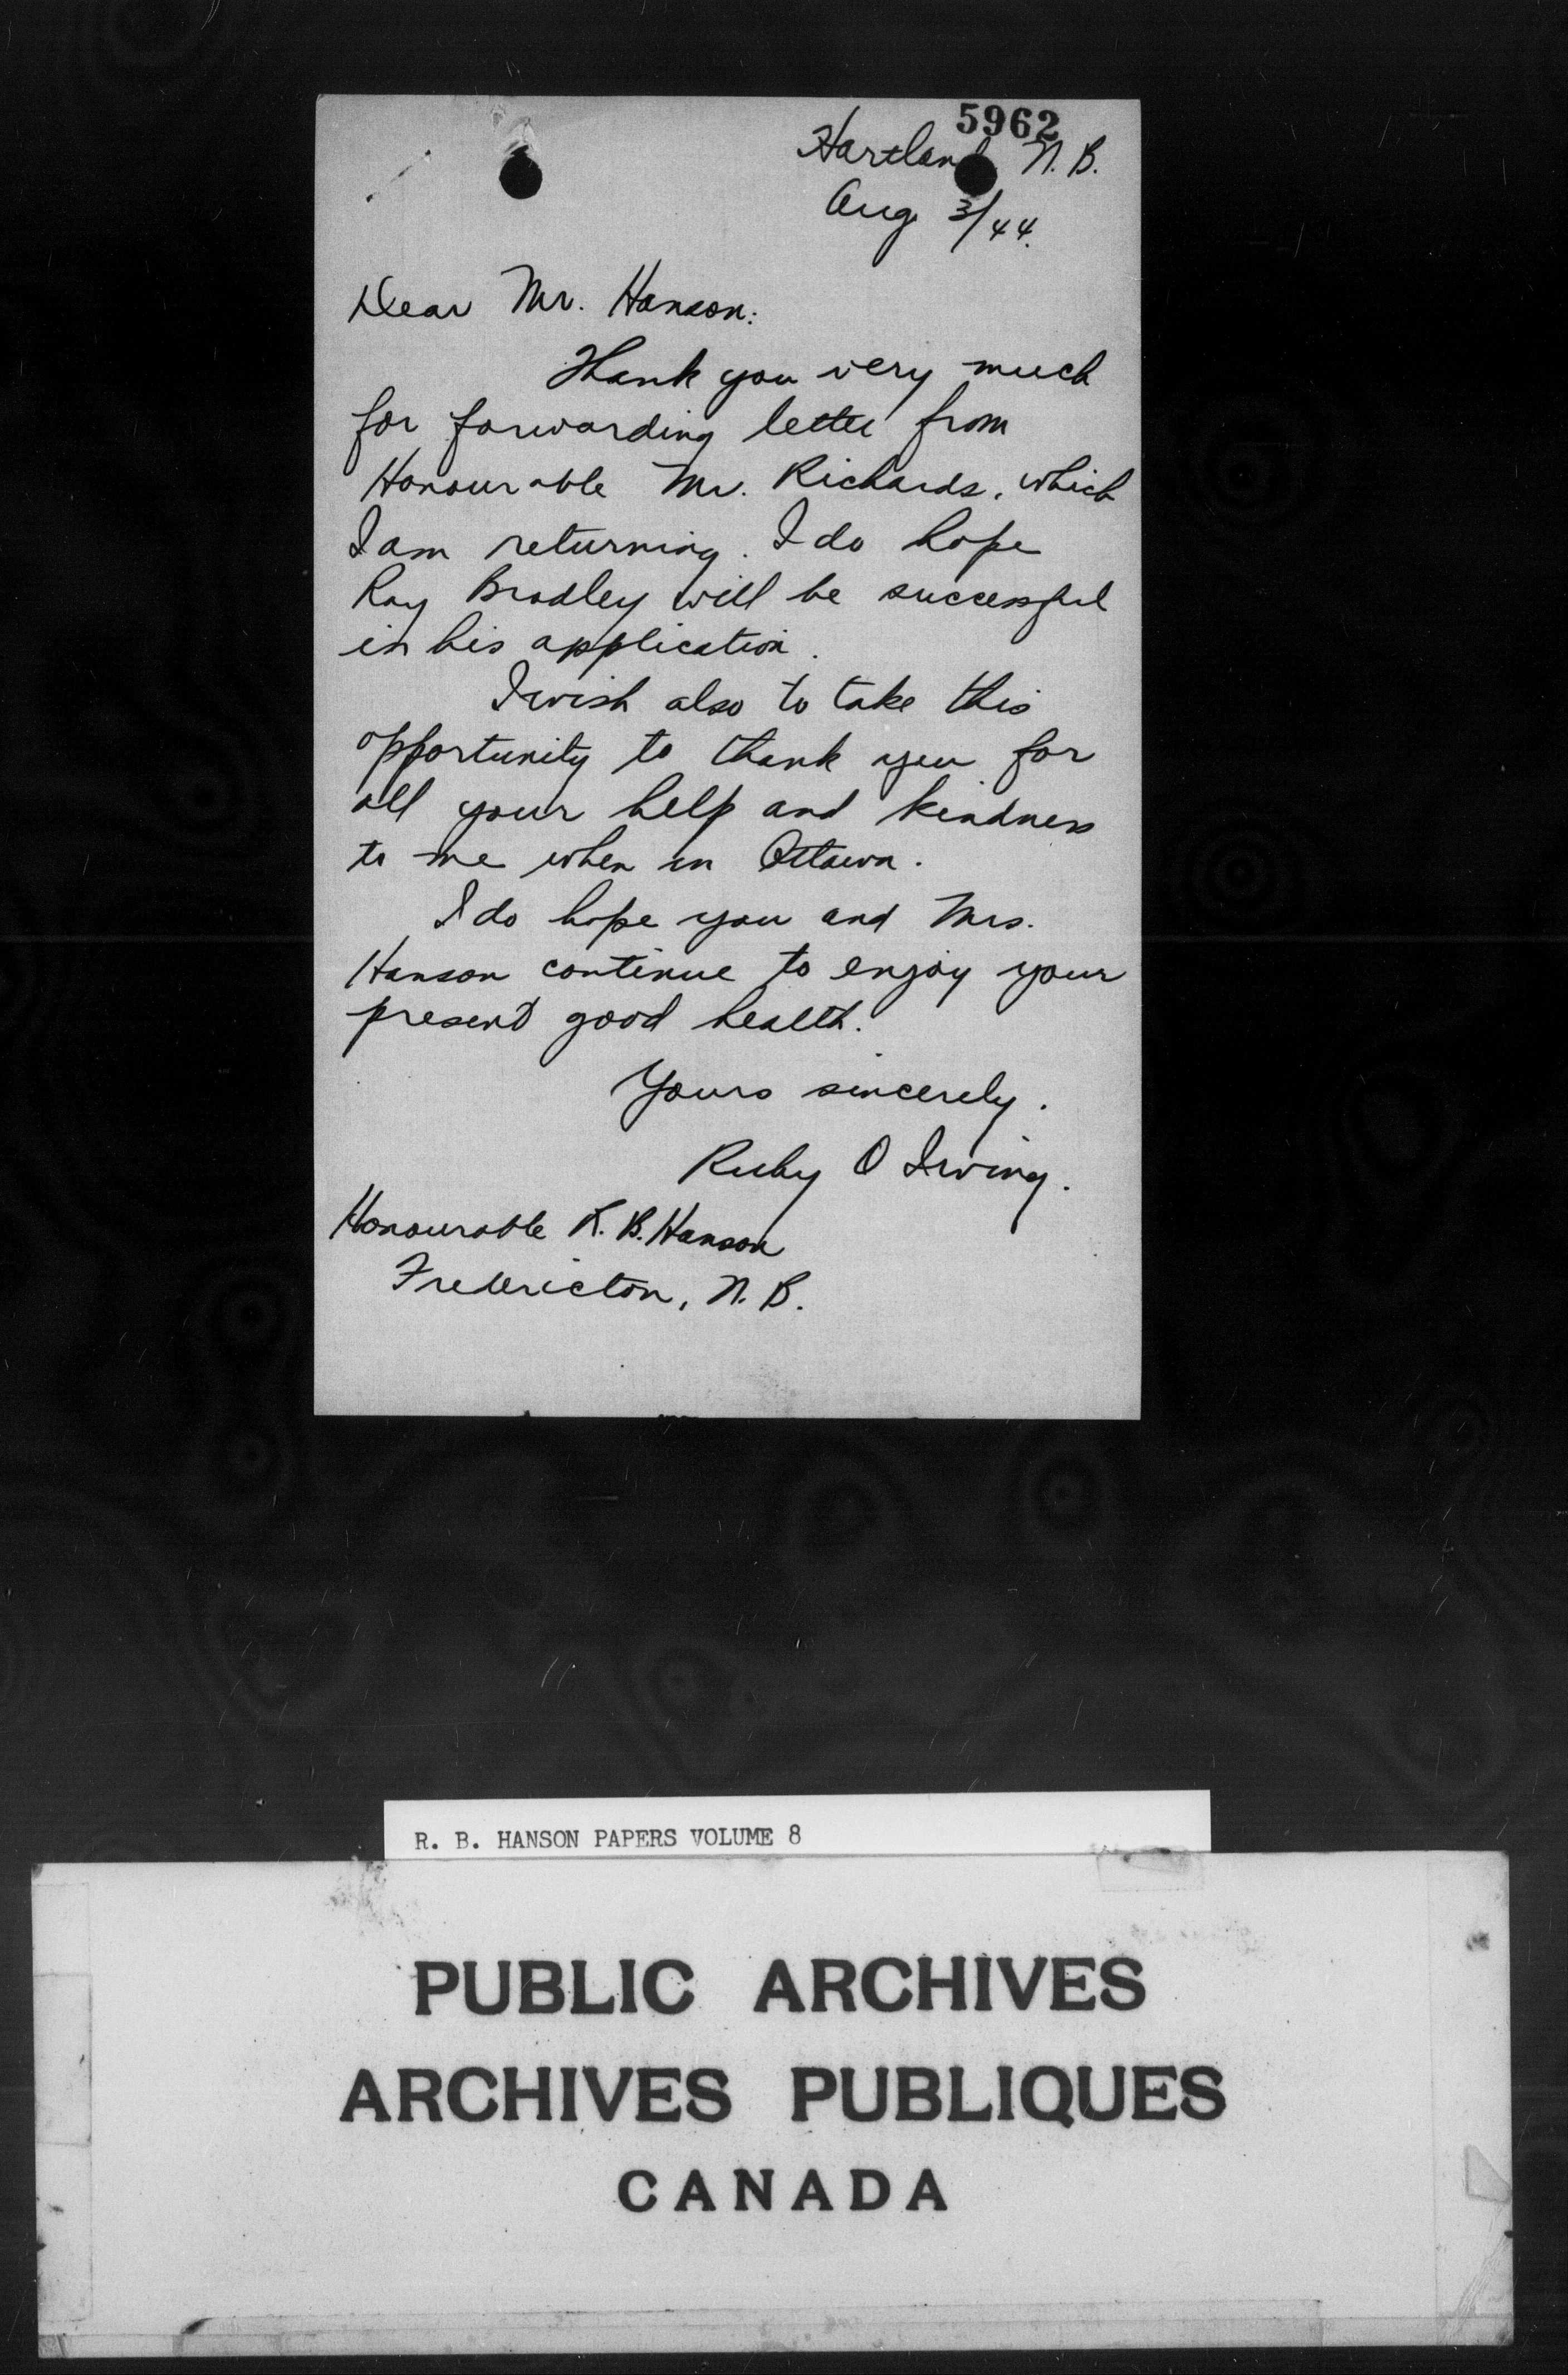 5962
Hartland N. B.
Aug 3/44.
Dear Mr. Hanson:
Thank you very much
for forwarding letter from
Honourable Mr. Richards, which
I am returning. I do hope
Ray Bradley will be successful
in his application.
I wish also to take this
opportunity to thank you for
all your help and kindness
to me when in Ottawa.
I do hope you and Mrs.
Hanson continue to enjoy your
present good health.
Yours sincerely.
Ruby O Irving.
Honourable R. B. Hanson
Fredericton, N. B.
R. B. HANSON PAPERS VOLUME 8
PUBLIC ARCHIVES
ARCHIVES PUBLIQUES
CANADA